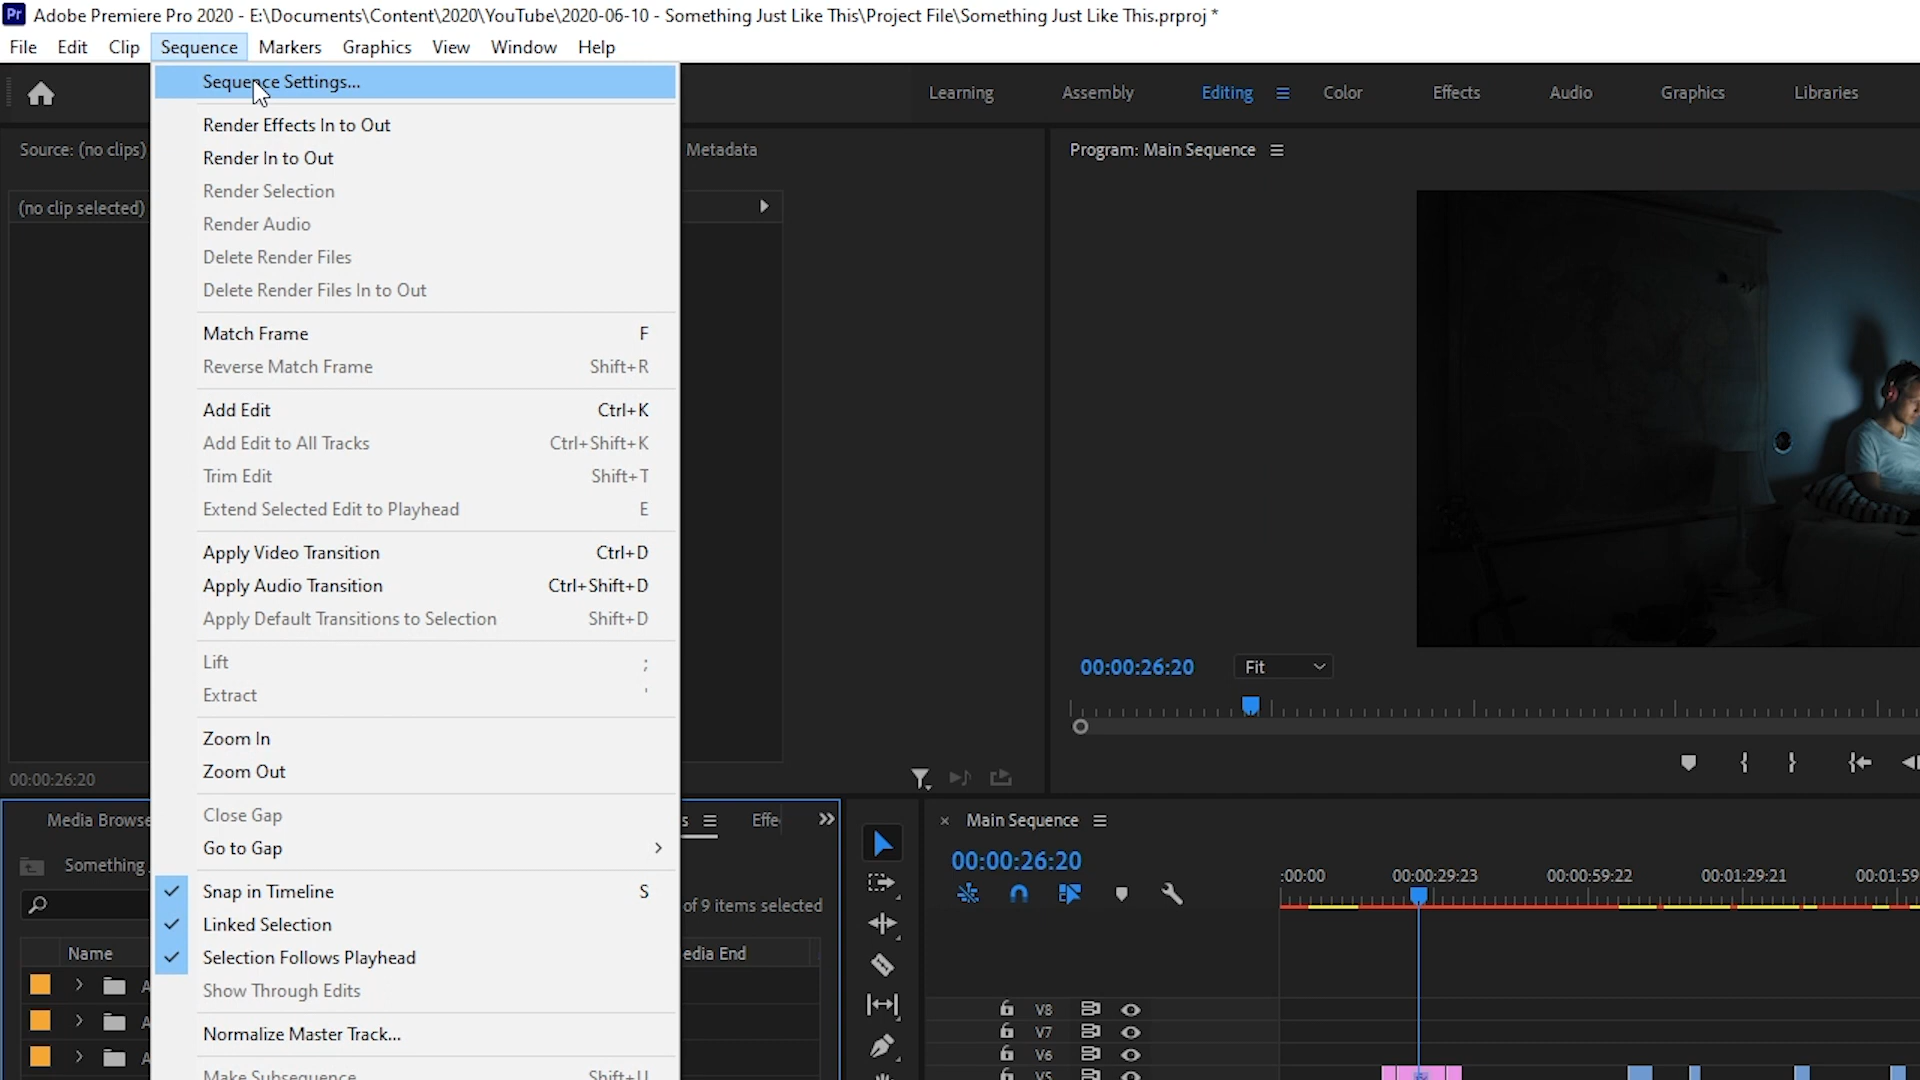 Pr Adobe Premiere Pro 2020 - E:\Documents\Content\2020\YouTube\2020-06-10 - Something Just Like This\Project File\Something Just Like This.prproj *
File Edit Clip Sequence Markers Graphics View Window Help
Sequence Settings...
Learning Assembly Editing Color Effects Audio Graphics Libraries
Render Effects In to Out
Source: (no clips) Metadata Program: Main Sequence
Render In to Out
Render Selection
(no clip selected)
Render Audio
Delete Render Files
Delete Render Files In to Out
Match Frame F
Reverse Match Frame Shift+R
Add Edit Ctrl+K
Add Edit to All Tracks Ctrl+Shift+K
Trim Edit Shift+T
Extend Selected Edit to Playhead E
Apply Video Transition Ctrl+D
Apply Audio Transition Ctrl+Shift+D
Apply Default Transitions to Selection Shift+D
Lift ;
00:00:26:20 Fit
Extract '
Zoom In
Zoom Out
00:00:26:20
Close Gap
Media Browse s Effe Main Sequence
Go to Gap
Something 00:00:26:20
:00:00 00:00:29:23 00:00:59:22 00:01:29:21 00:01:59
Snap in Timeline S
of 9 items selected
Linked Selection
Name edia End
Selection Follows Playhead
A
Show Through Edits
V8
A
Normalize Master Track...
V7
A
V6
Make Subsequence Shift+U
V5